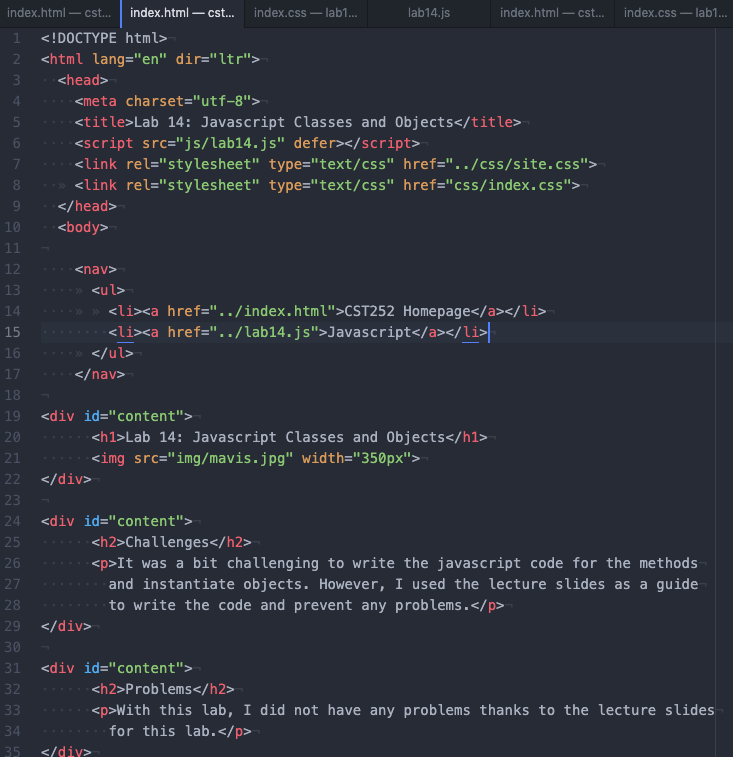 index.html — cst... index.html — cst... index.css — lab1... lab14.js index.html — cst... index.css — lab1...
1 <!DOCTYPE html>
2 <html lang="en" dir="ltr">
3 <head>
4 <meta charset="utf-8">
5 <title>Lab 14: Javascript Classes and Objects</title>
6 <script src="js/lab14.js" defer></script>
7 <link rel="stylesheet" type="text/css" href="../css/site.css">
8 <link rel="stylesheet" type="text/css" href="css/index.css">
9 </head>
10 <body>
11
12 <nav>
13 <ul>
14 <li><a href="../index.html">CST252 Homepage</a></li>
15 <li><a href="../lab14.js">Javascript</a></li>
16 </ul>
17 </nav>
18
19 <div id="content">
20 <h1>Lab 14: Javascript Classes and Objects</h1>
21 <img src="img/mavis.jpg" width="350px">
22 </div>
23
24 <div id="content">
25 <h2>Challenges</h2>
26 <p>It was a bit challenging to write the javascript code for the methods
27 and instantiate objects. However, I used the lecture slides as a guide
28 to write the code and prevent any problems.</p>
29 </div>
30
31 <div id="content">
32 <h2>Problems</h2>
33 <p>With this lab, I did not have any problems thanks to the lecture slides
34 for this lab.</p>
35 </div>